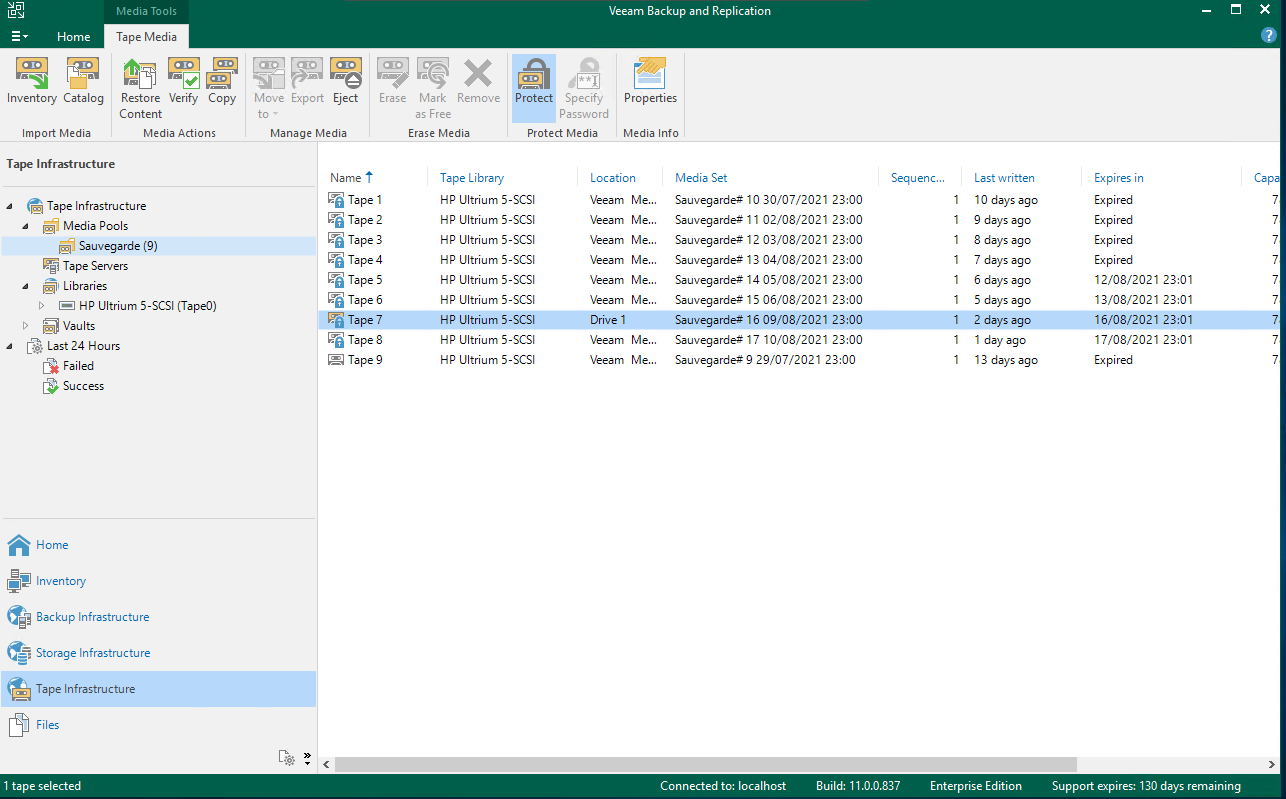 Media Tools
Veeam Backup and Replication
Home
Tape Media
Inventory Catalog Restore Content Verify Copy Move to Export Eject Erase Mark as Free Remove Protect Specify Password Properties
Import Media Media Actions Manage Media Erase Media Protect Media Media Info
Tape Infrastructure
Tape Infrastructure
Media Pools
Sauvegarde (9)
Tape Servers
Libraries
HP Ultrium 5-SCSI (Tape0)
Vaults
Last 24 Hours
Failed
Success
Home
Inventory
Backup Infrastructure
Storage Infrastructure
Tape Infrastructure
Files
Name Tape Library Location Media Set Sequenc... Last written Expires in Capa
Tape 1 HP Ultrium 5-SCSI Veeam Me... Sauvegarde# 10 30/07/2021 23:00 1 10 days ago Expired 7
Tape 2 HP Ultrium 5-SCSI Veeam Me... Sauvegarde# 11 02/08/2021 23:00 1 9 days ago Expired 7
Tape 3 HP Ultrium 5-SCSI Veeam Me... Sauvegarde# 12 03/08/2021 23:00 1 8 days ago Expired 7
Tape 4 HP Ultrium 5-SCSI Veeam Me... Sauvegarde# 13 04/08/2021 23:00 1 7 days ago Expired 7
Tape 5 HP Ultrium 5-SCSI Veeam Me... Sauvegarde# 14 05/08/2021 23:00 1 6 days ago 12/08/2021 23:01 7
Tape 6 HP Ultrium 5-SCSI Veeam Me... Sauvegarde# 15 06/08/2021 23:00 1 5 days ago 13/08/2021 23:01 7
Tape 7 HP Ultrium 5-SCSI Drive 1 Sauvegarde# 16 09/08/2021 23:00 1 2 days ago 16/08/2021 23:01 7
Tape 8 HP Ultrium 5-SCSI Veeam Me... Sauvegarde# 17 10/08/2021 23:00 1 1 day ago 17/08/2021 23:01 7
Tape 9 HP Ultrium 5-SCSI Veeam Me... Sauvegarde# 9 29/07/2021 23:00 1 13 days ago Expired 7
1 tape selected
Connected to: localhost Build: 11.0.0.837 Enterprise Edition Support expires: 130 days remaining